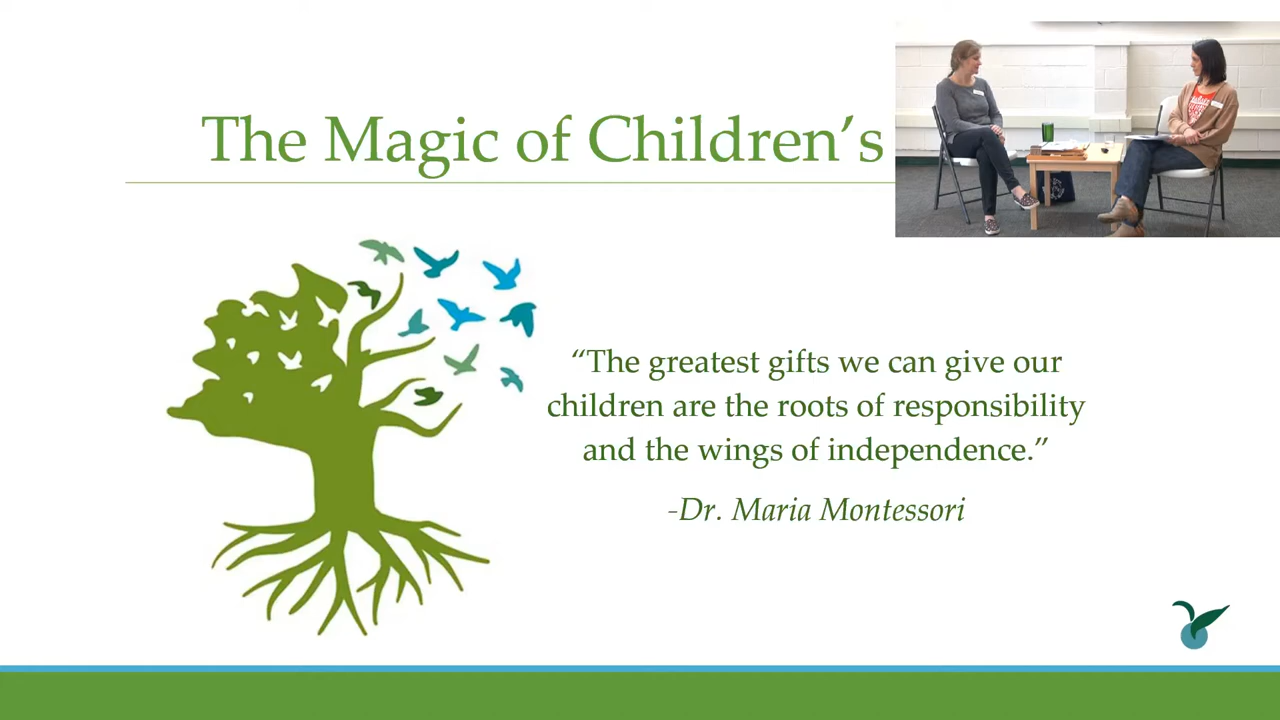 The Magic of Children’s
“The greatest gifts we can give our
children are the roots of responsibility
and the wings of independence.”
-Dr. Maria Montessori